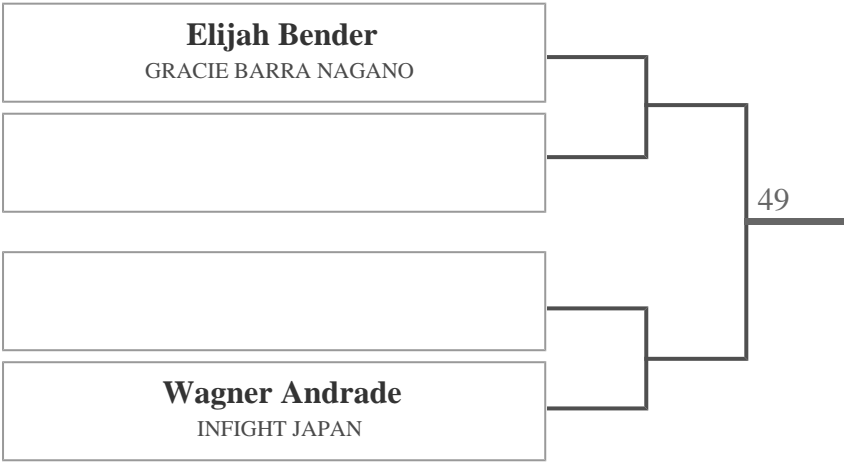 Elijah Bender
GRACIE BARRA NAGANO
49
Wagner Andrade
INFIGHT JAPAN